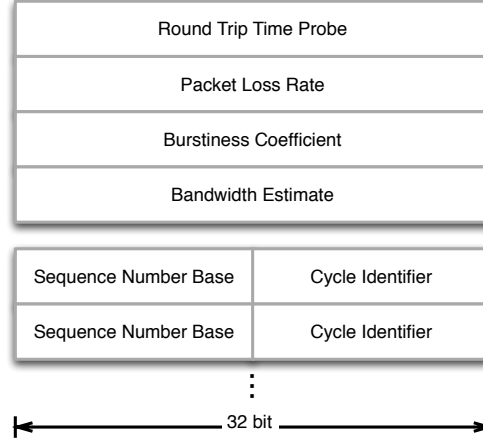 Round Trip Time Probe
Packet Loss Rate
Burstiness Coefficient
Bandwidth Estimate
Sequence Number Base Cycle Identifier
Sequence Number Base Cycle Identifier
32 bit